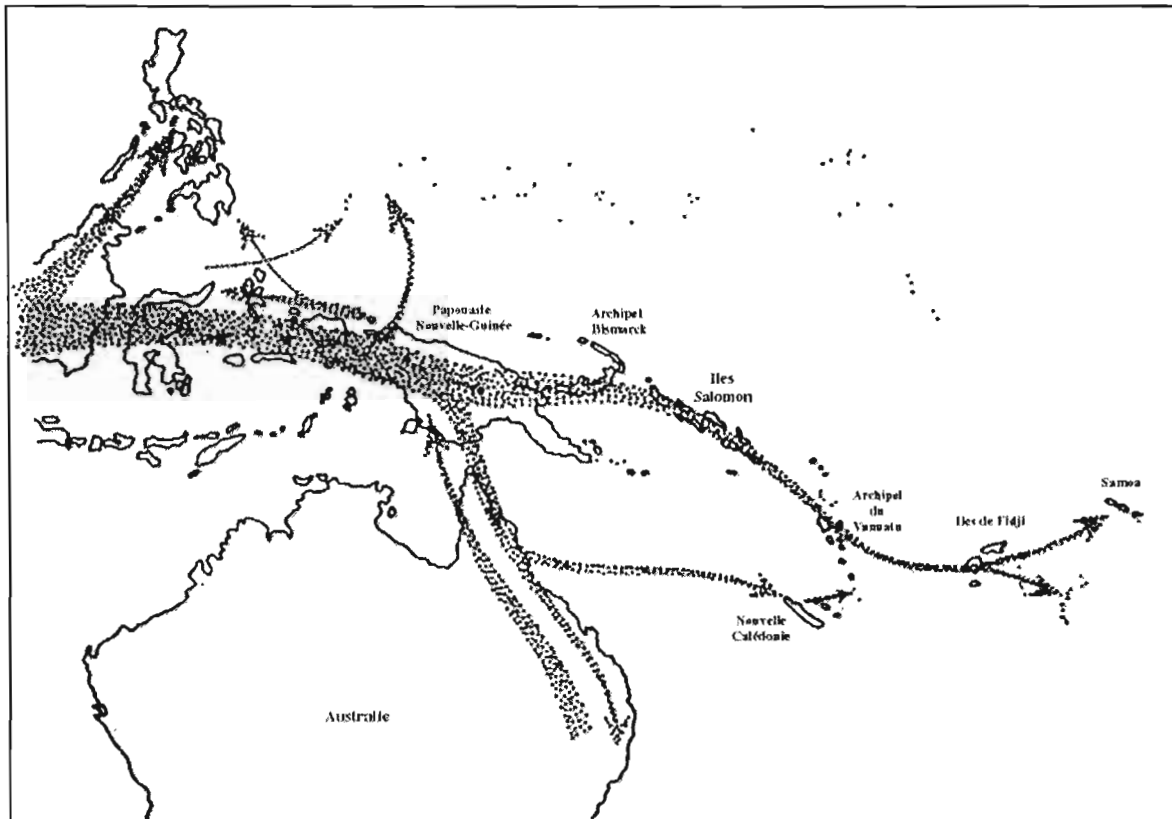 Papouasie
Nouvelle-Guinée
Archipel
Bismarck
Iles
Salomon
Archipel
du
Vanuatu
Iles de Fidji
Samoa
Nouvelle
Calédonie
Australie